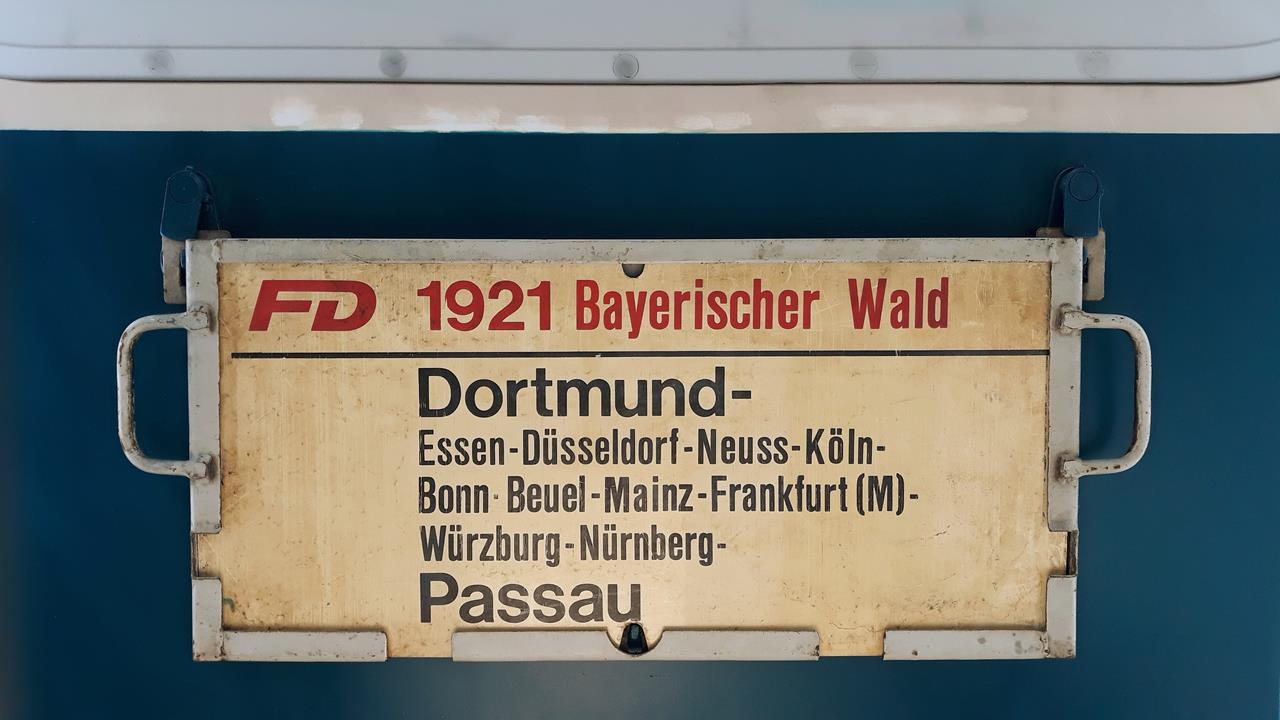 FD 1921 Bayerischer Wald
Dortmund-
Essen-Düsseldorf-Neuss-Köln-
Bonn-Beuel-Mainz-Frankfurt (M)-
Würzburg-Nürnberg-
Passau